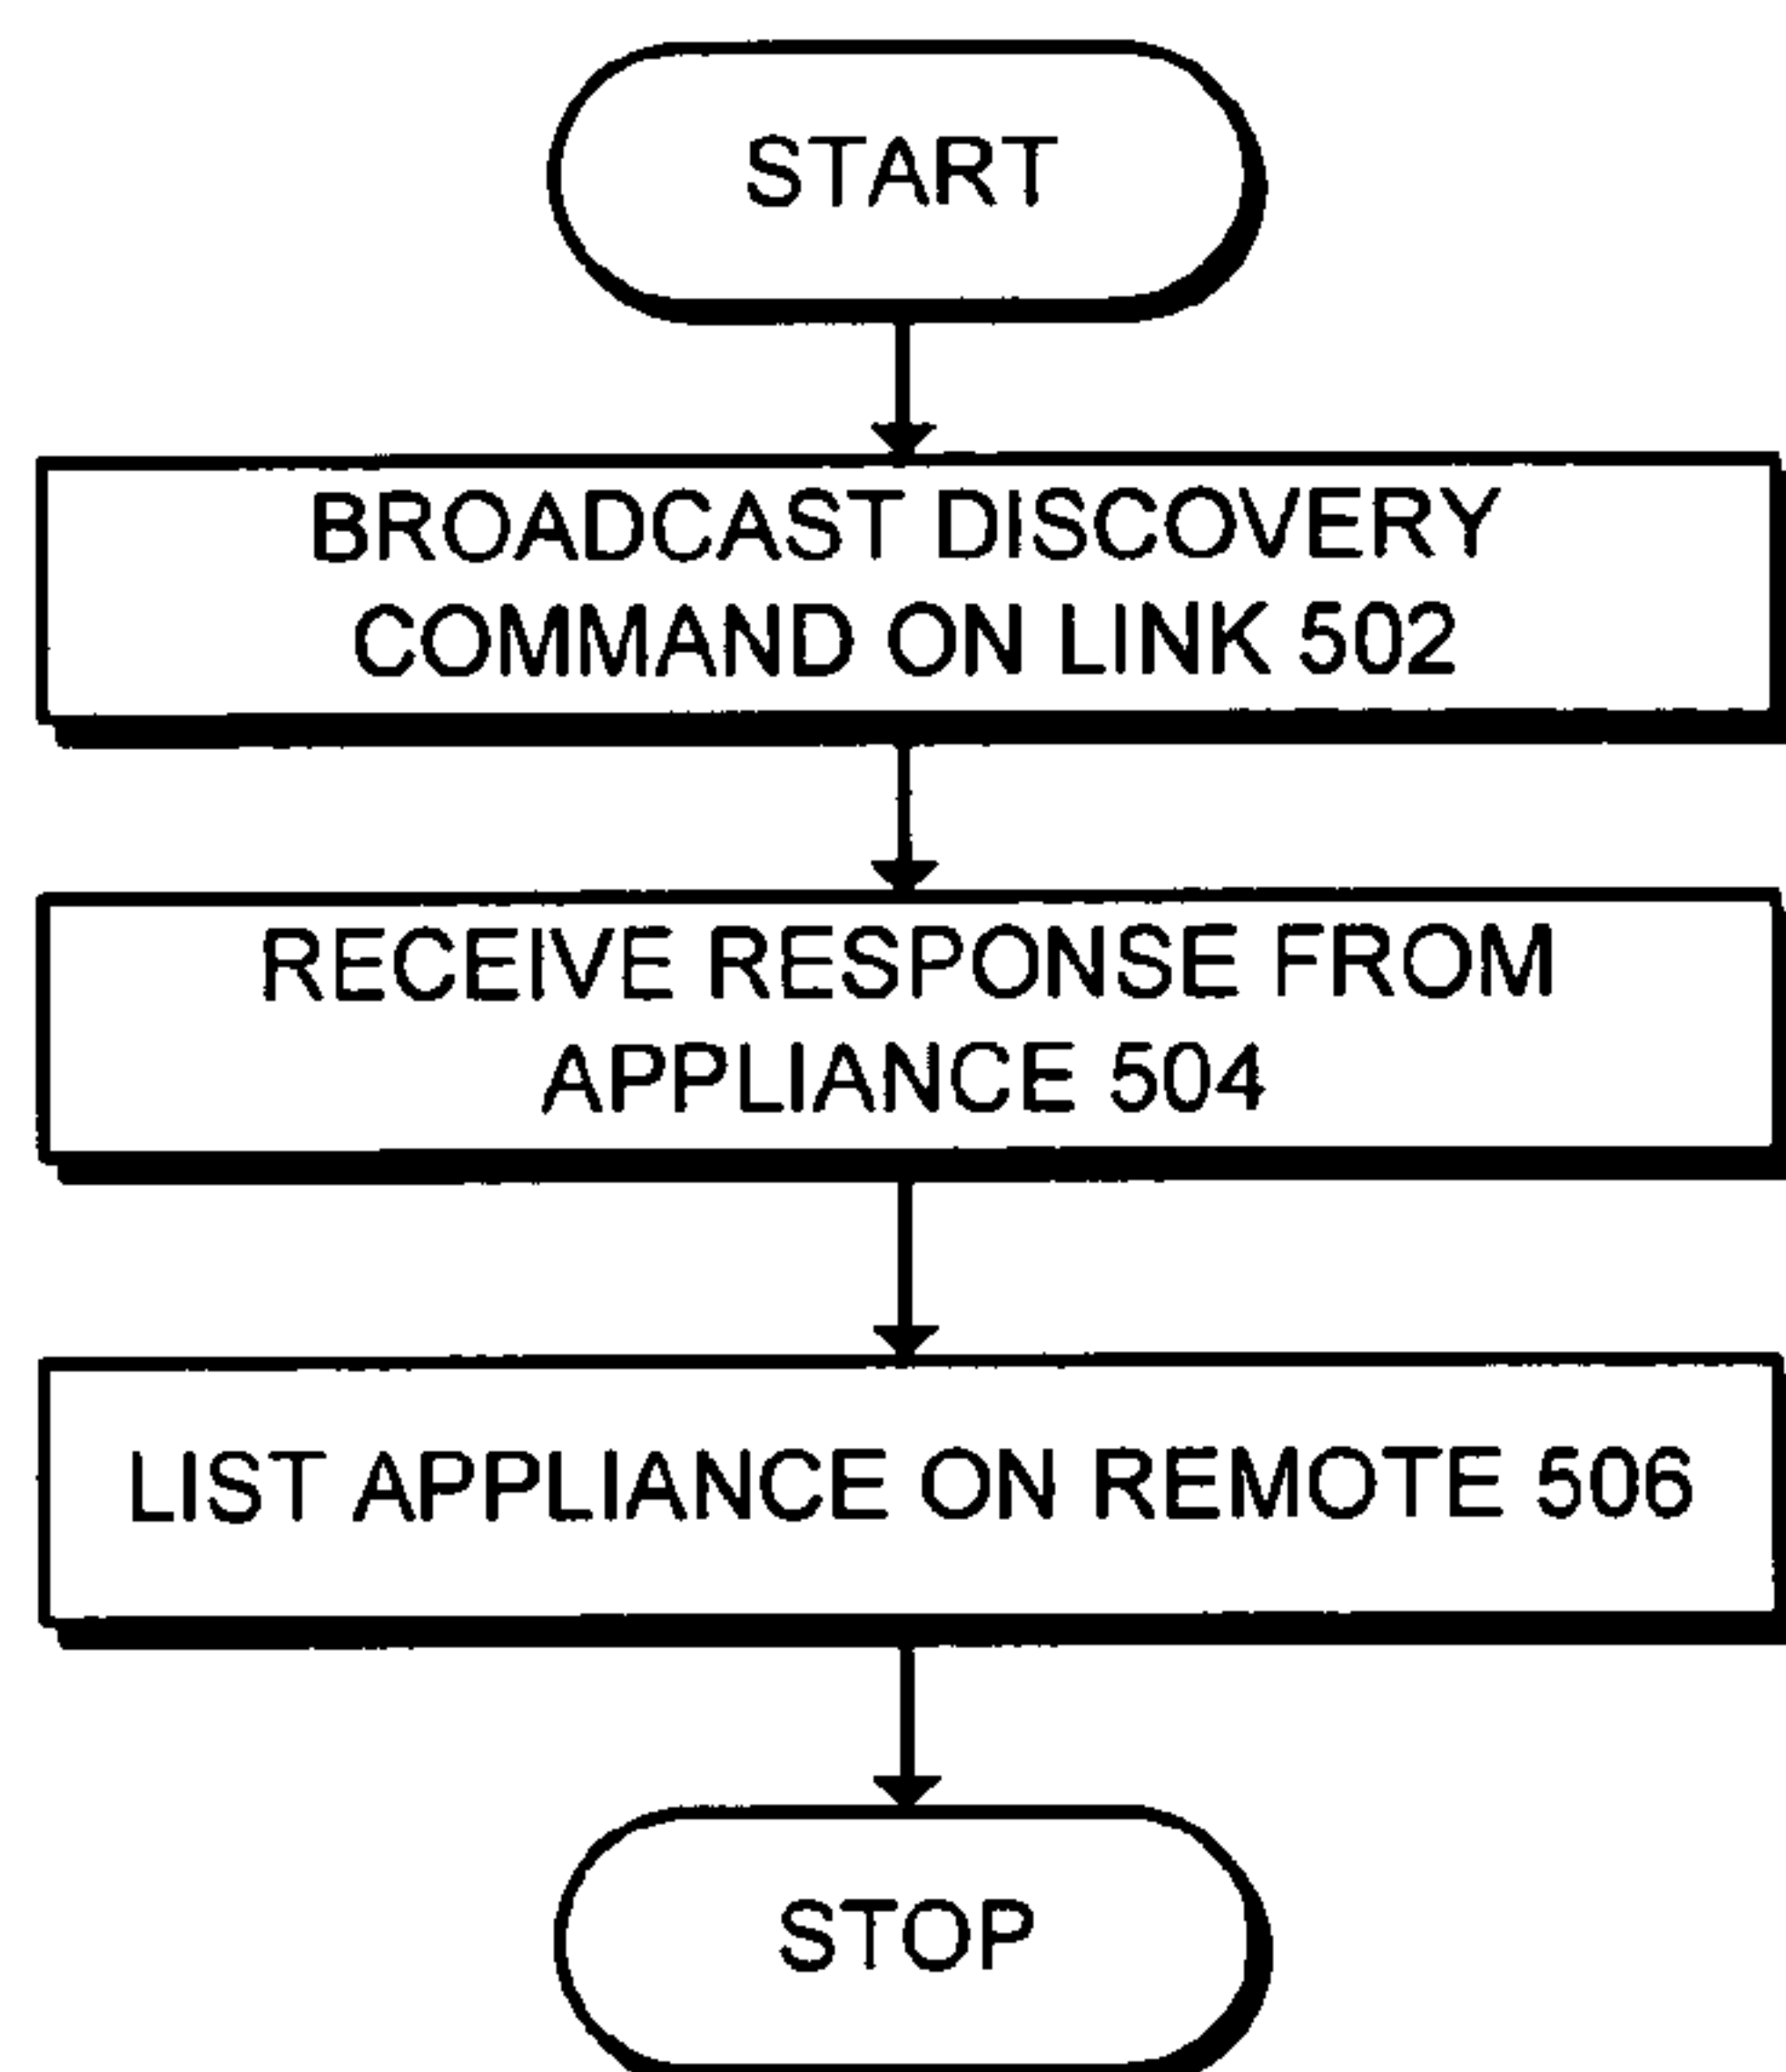 START
BROADCAST DISCOVERY
COMMAND ON LINK 502
RECEIVE RESPONSE FROM
APPLIANCE 504
LIST APPLIANCE ON REMOTE 506
STOP